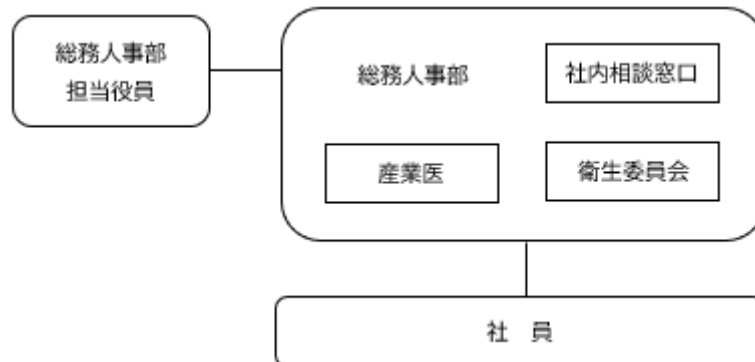 総務人事部
担当役員
総務人事部
社内相談窓口
産業医
衛生委員会
社　員